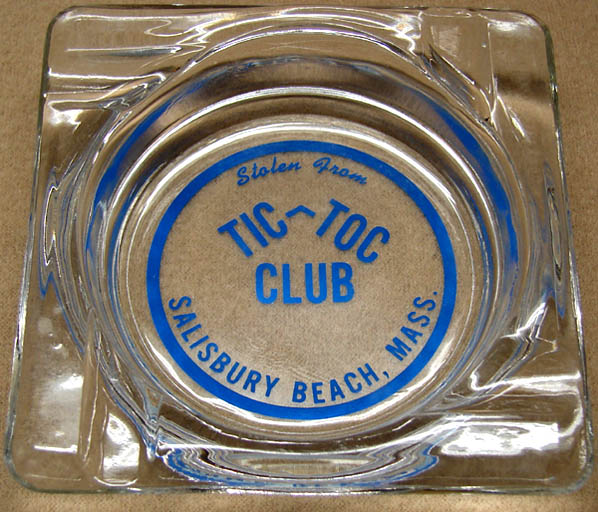 Stolen From
TIC-TOC
CLUB
SALISBURY BEACH, MASS.